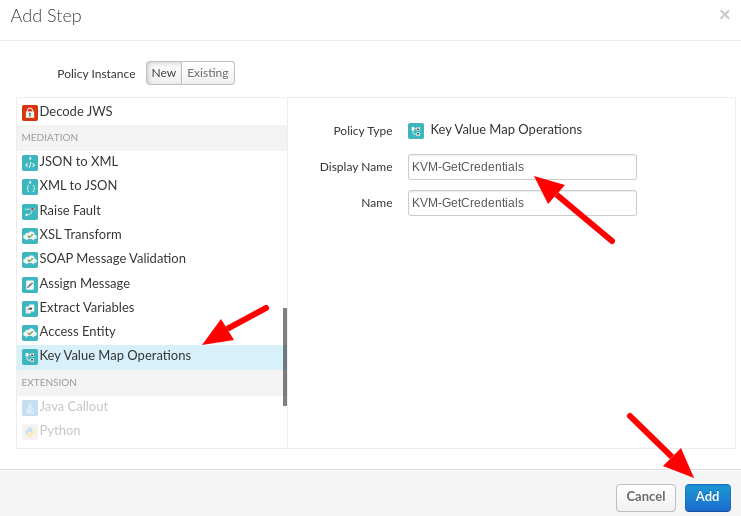 Add Step
×
Policy Instance New Existing
Decode JWS
MEDIATION
JSON to XML
XML to JSON
Raise Fault
XSL Transform
SOAP Message Validation
Assign Message
Extract Variables
Access Entity
Key Value Map Operations
EXTENSION
Java Callout
Python
Policy Type Key Value Map Operations
Display Name KVM-GetCredentials
Name KVM-GetCredentials
Cancel Add